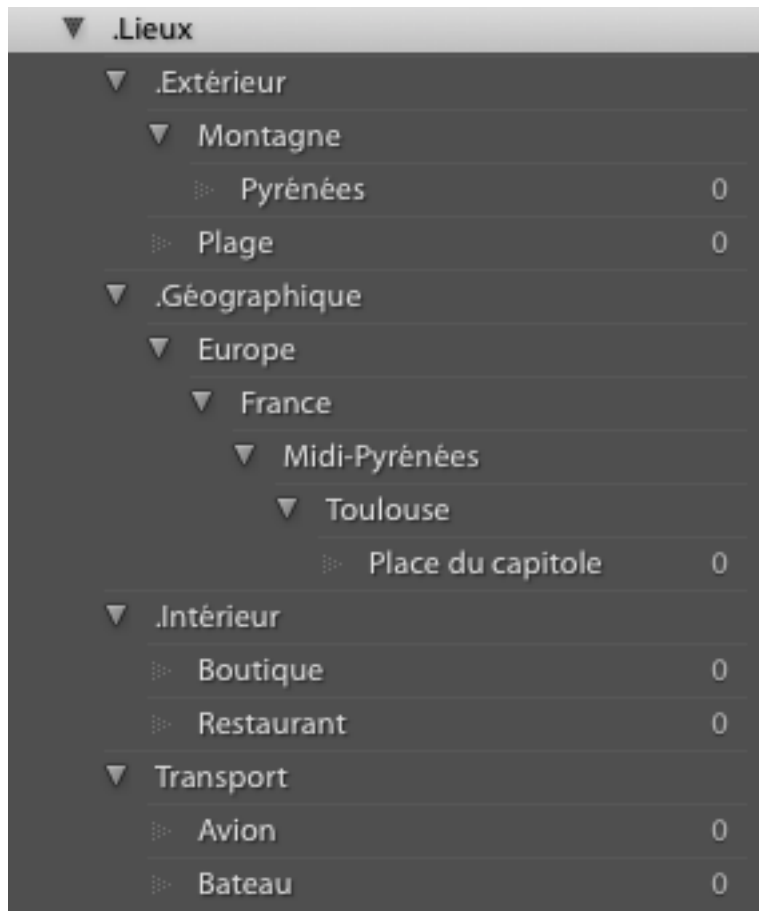 .Lieux
.Extérieur
Montagne
Pyrénées 0
Plage 0
.Géographique
Europe
France
Midi-Pyrénées
Toulouse
Place du capitole 0
.Intérieur
Boutique 0
Restaurant 0
Transport
Avion 0
Bateau 0